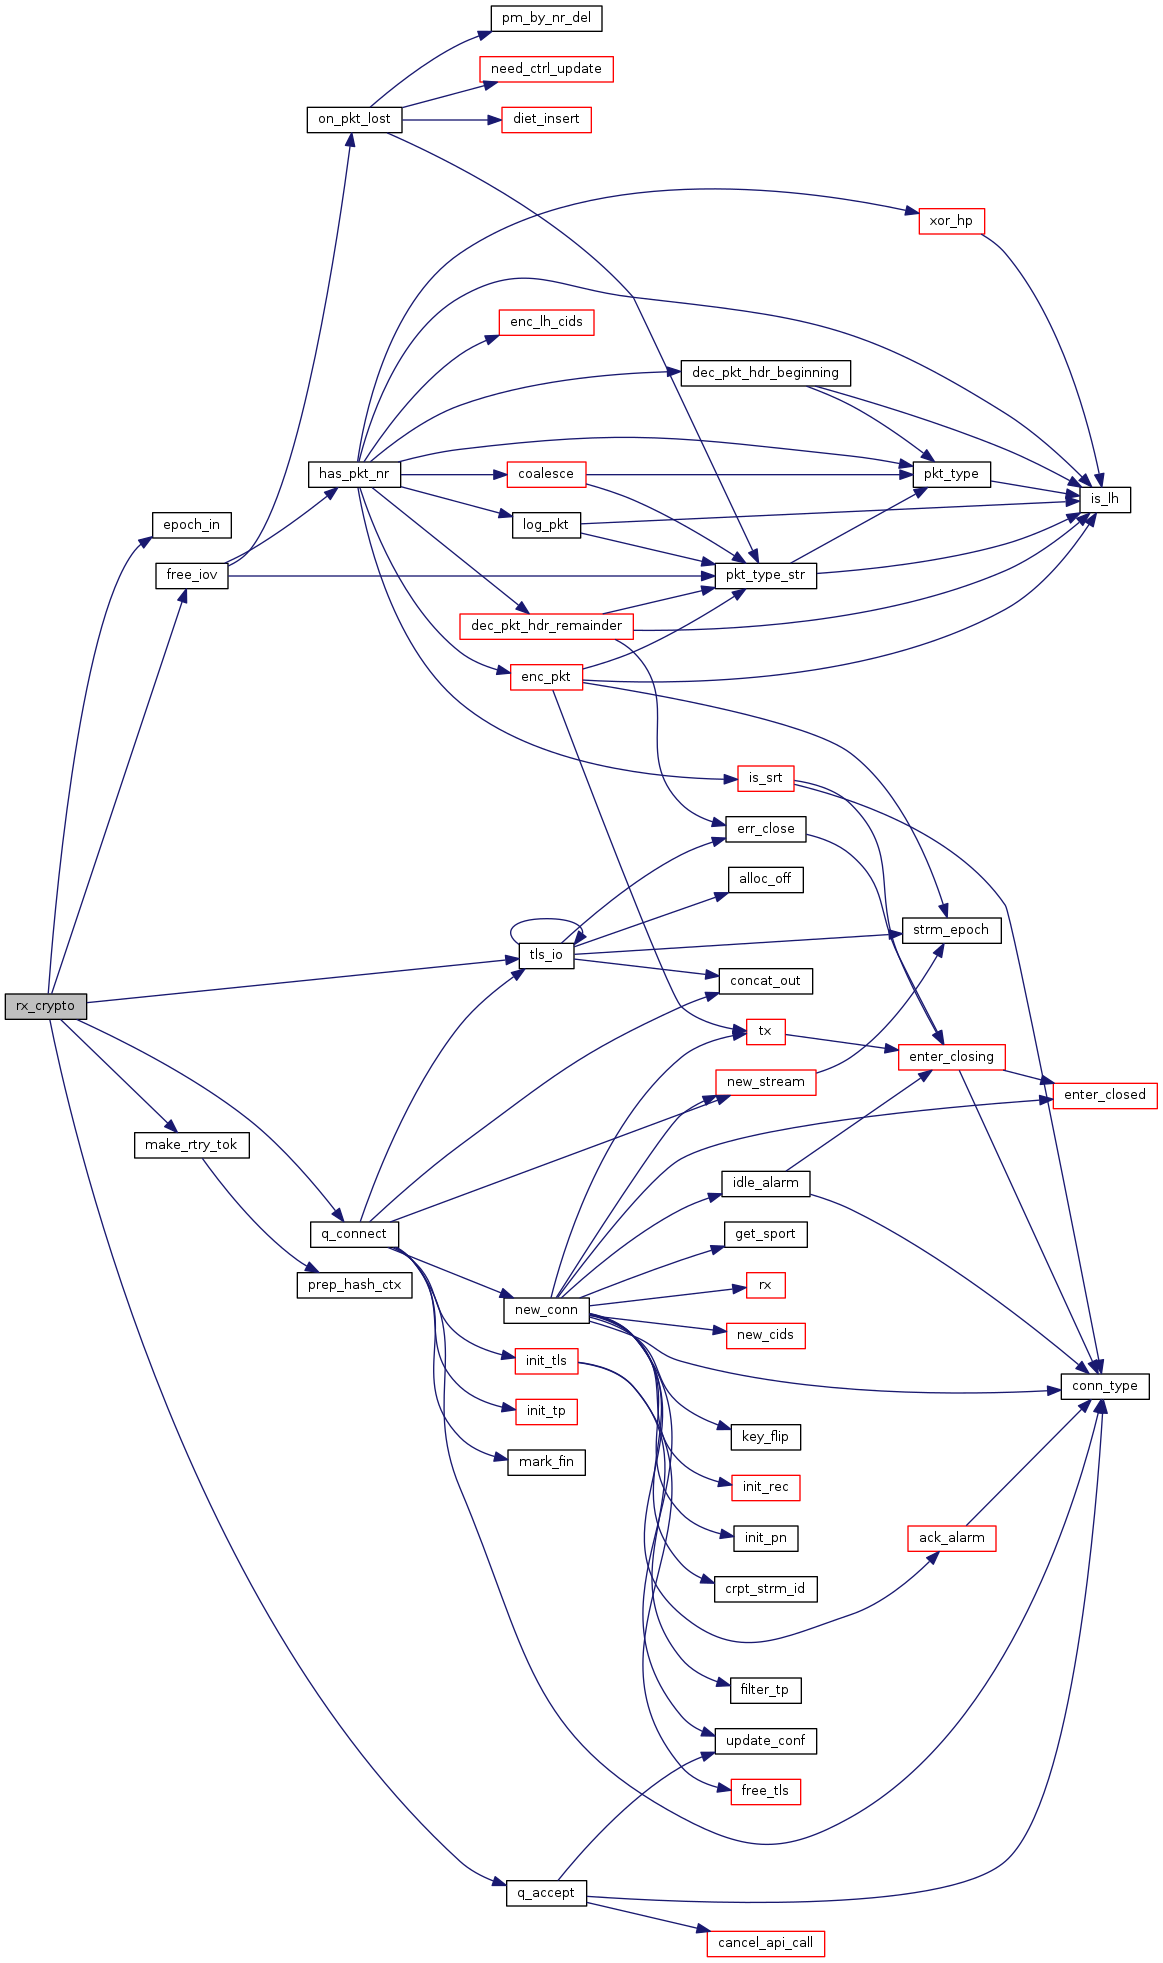 pm_by_nr_del
need_ctrl_update
on_pkt_lost
diet_insert
xor_hp
enc_lh_cids
dec_pkt_hdr_beginning
has_pkt_nr
coalesce
pkt_type
is_lh
epoch_in
log_pkt
free_iov
pkt_type_str
dec_pkt_hdr_remainder
enc_pkt
is_srt
err_close
alloc_off
strm_epoch
tls_io
concat_out
rx_crypto
tx
enter_closing
new_stream
enter_closed
make_rtry_tok
idle_alarm
q_connect
get_sport
prep_hash_ctx
rx
new_conn
new_cids
init_tls
conn_type
init_tp
key_flip
mark_fin
init_rec
init_pn
ack_alarm
crpt_strm_id
filter_tp
update_conf
free_tls
q_accept
cancel_api_call